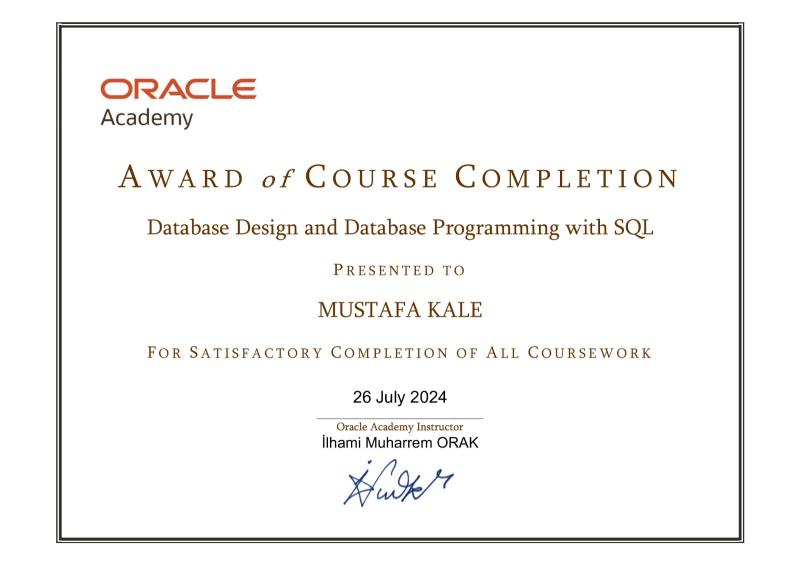 ORACLE
Academy
AWARD of COURSE COMPLETION
Database Design and Database Programming with SQL
PRESENTED TO
MUSTAFA KALE
FOR SATISFACTORY COMPLETION OF ALL COURSEWORK
26 July 2024
Oracle Academy Instructor
İlhami Muharrem ORAK